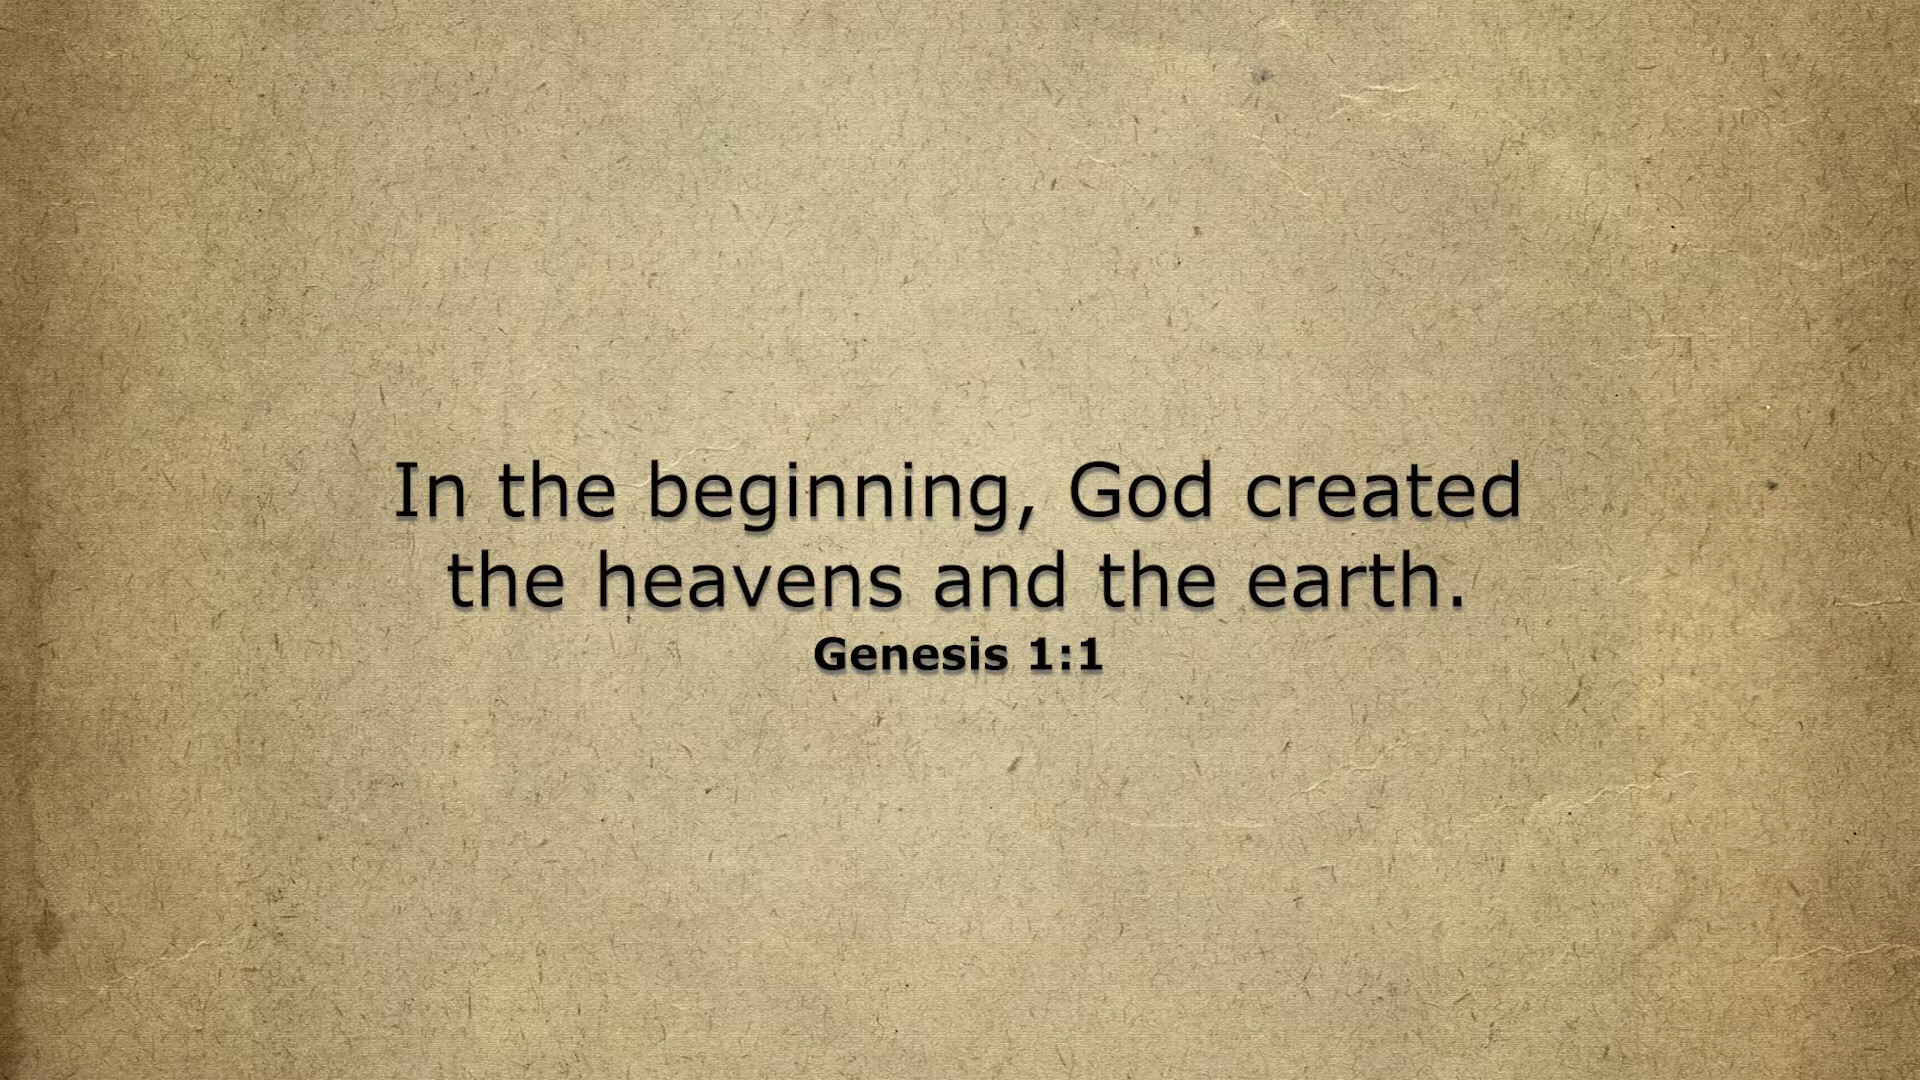 In the beginning, God created
the heavens and the earth.
Genesis 1:1